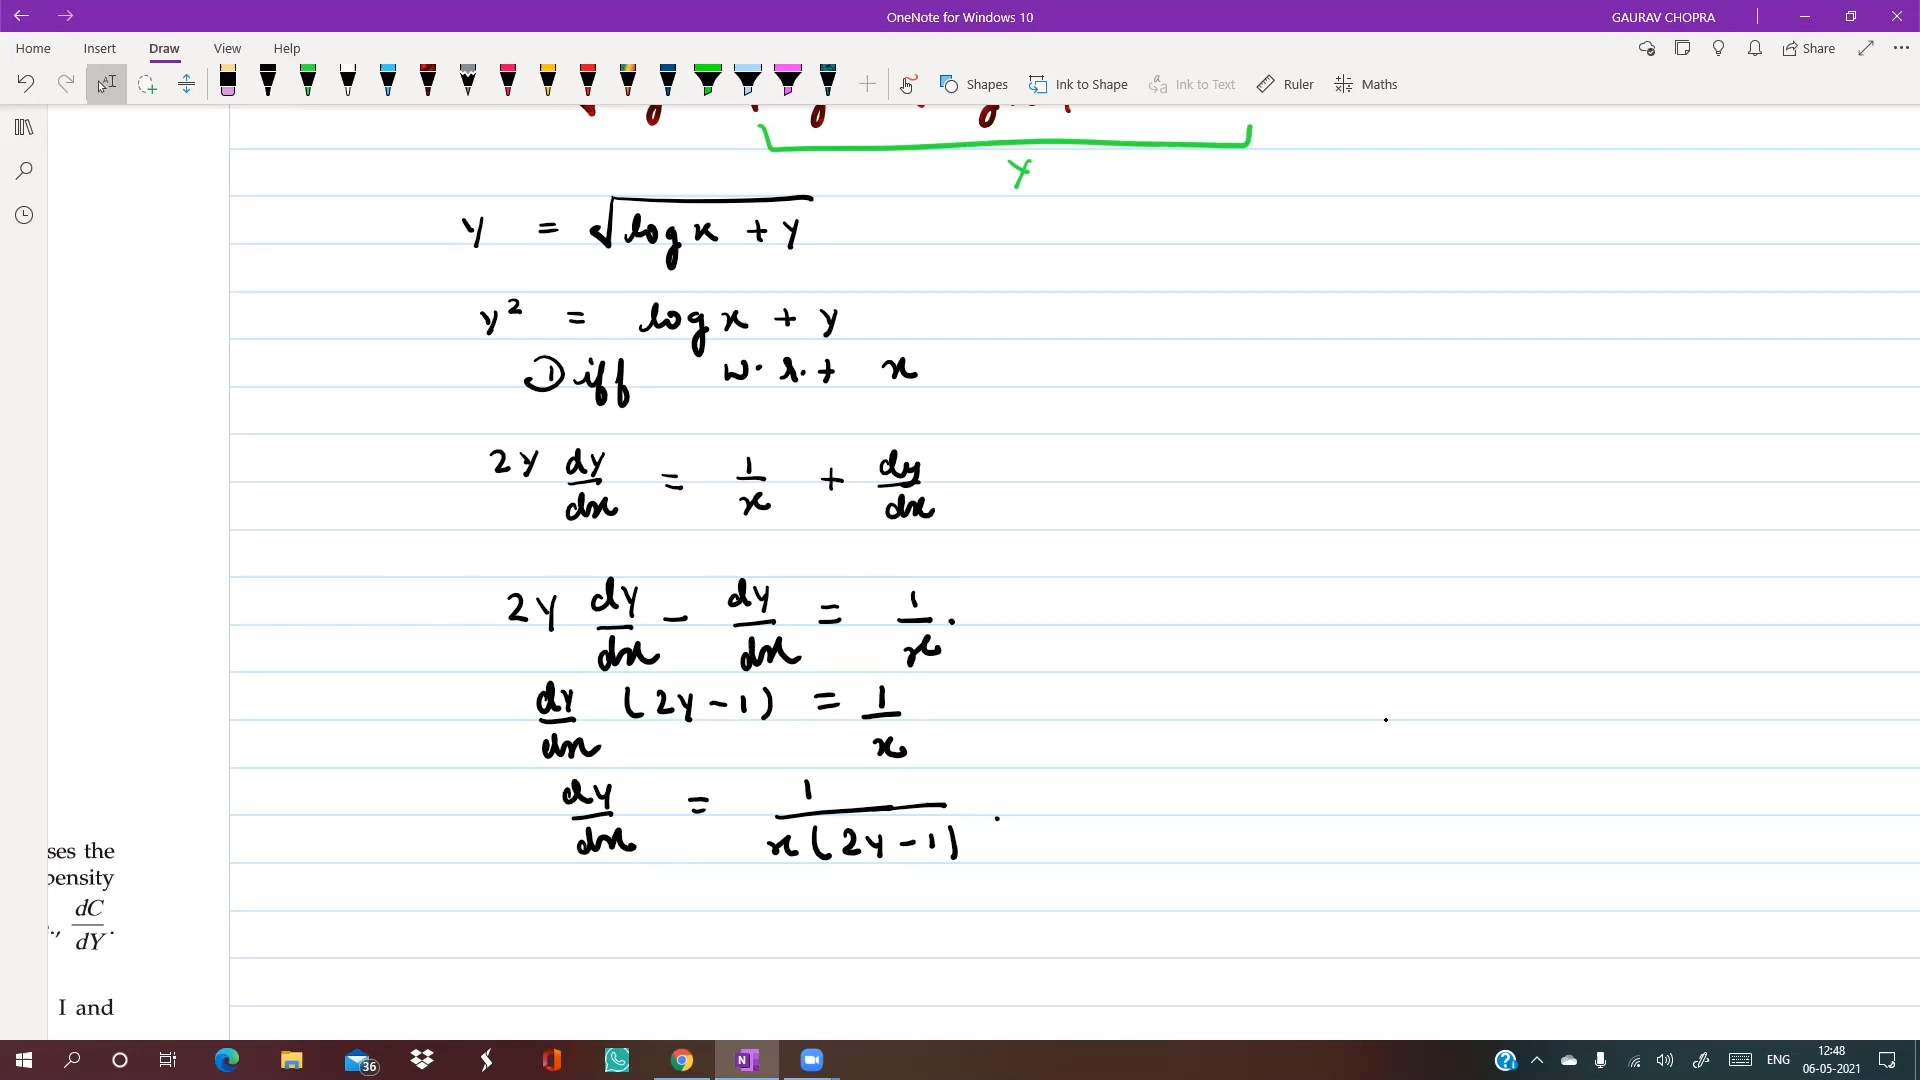 OneNote for Windows 10
GAURAV CHOPRA
Home Insert Draw View Help
Share
Shapes Ink to Shape Ink to Text Ruler Maths
Y
y = √(log x + y)
y² = log x + y
Diff w.r.t x
2y dy/dx = 1/x + dy/dx
2y dy/dx - dy/dx = 1/x.
dy/dx (2y - 1) = 1/x
dy/dx = 1/x(2y - 1) .
ses the
pensity
., dC/dY.
I and
36
ENG
12:48
06-05-2021